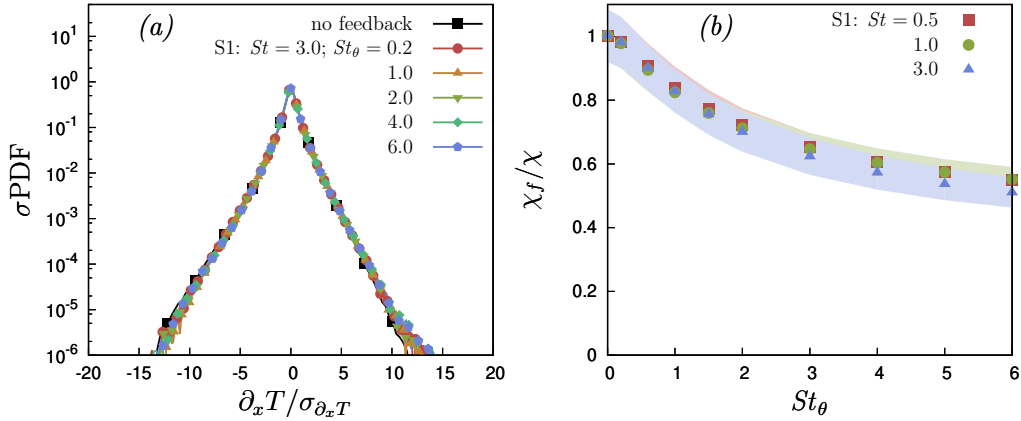 (a)
no feedback
S1: St = 3.0; St_θ = 0.2
1.0
2.0
4.0
6.0
10^1
10^0
10^-1
10^-2
10^-3
10^-4
10^-5
10^-6
σPDF
-20 -15 -10 -5 0 5 10 15 20
∂_xT/σ_{∂_xT}
(b)
S1: St = 0.5
1.0
3.0
1
0.8
0.6
0.4
0.2
0
χ_f/χ
0 1 2 3 4 5 6
St_θ